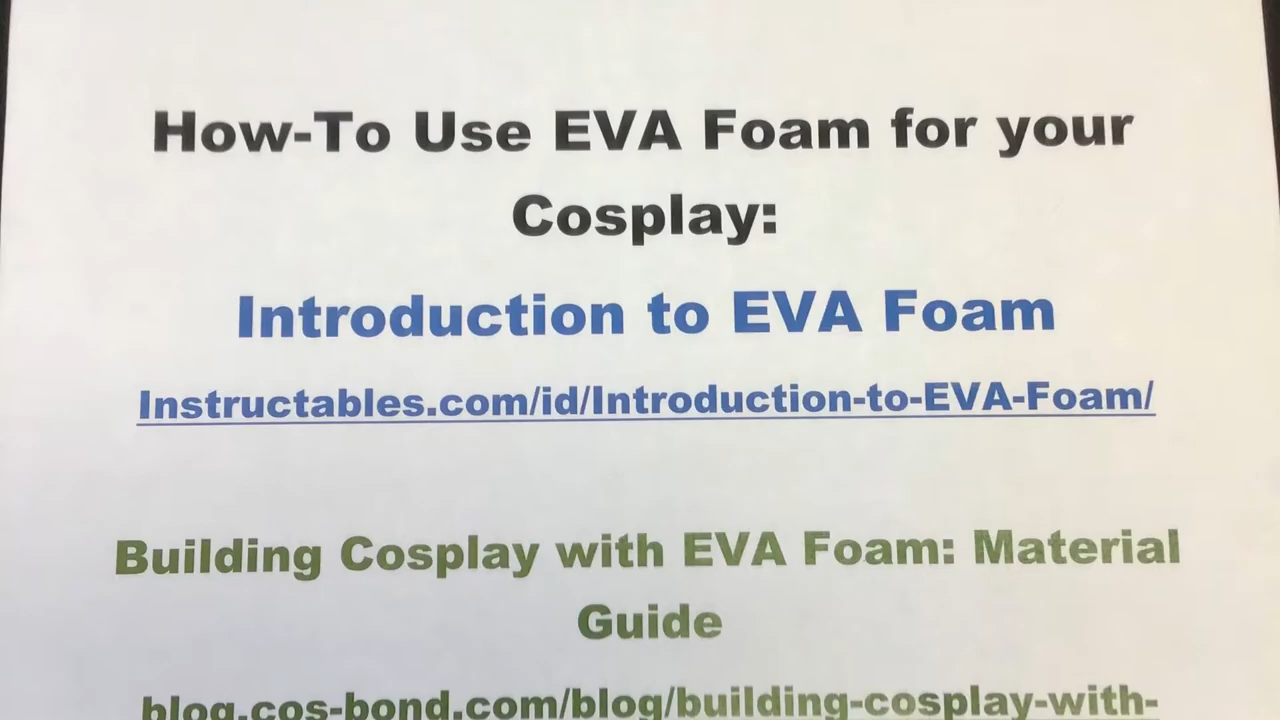 How-To Use EVA Foam for your
Cosplay:
Introduction to EVA Foam
Instructables.com/id/Introduction-to-EVA-Foam/
Building Cosplay with EVA Foam: Material
Guide
blog.cos-bond.com/blog/building-cosplay-with-